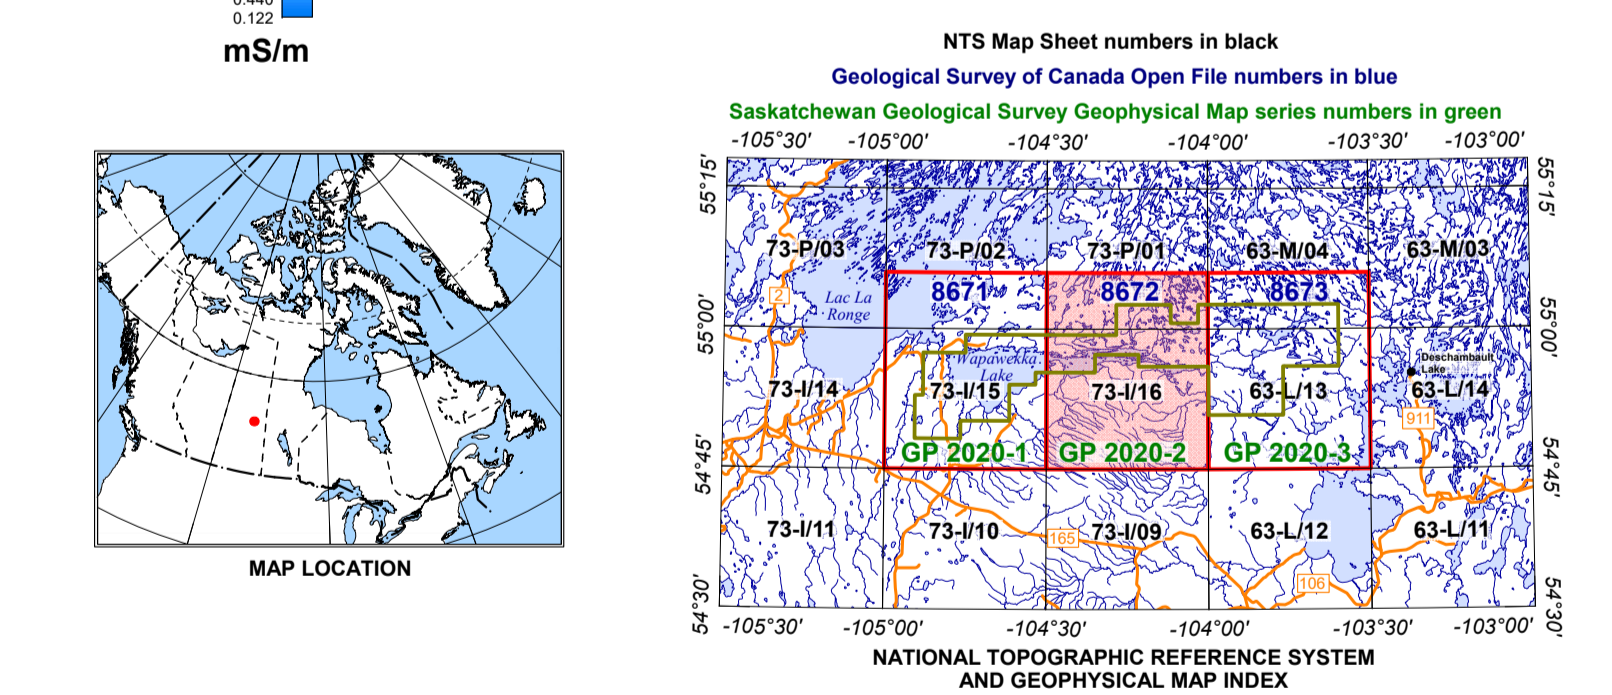 0.440
0.122
mS/m
MAP LOCATION
NTS Map Sheet numbers in black
Geological Survey of Canada Open File numbers in blue
Saskatchewan Geological Survey Geophysical Map series numbers in green
-105°30' -105°00' -104°30' -104°00' -103°30' -103°00'
55°15' 55°15'
73-P/03 73-P/02 73-P/01 63-M/04 63-M/03
2 8671 8672 8673
Lac La
Ronge
55°00' 55°00'
Wapawekka
Lake
Deschambault
Lake
73-I/14 73-I/15 73-I/16 63-L/13 63-L/14
911
GP 2020-1 GP 2020-2 GP 2020-3
54°45' 54°45'
73-I/11 73-I/10 165 73-I/09 63-L/12 63-L/11
106
54°30' 54°30'
-105°30' -105°00' -104°30' -104°00' -103°30' -103°00'
NATIONAL TOPOGRAPHIC REFERENCE SYSTEM
AND GEOPHYSICAL MAP INDEX